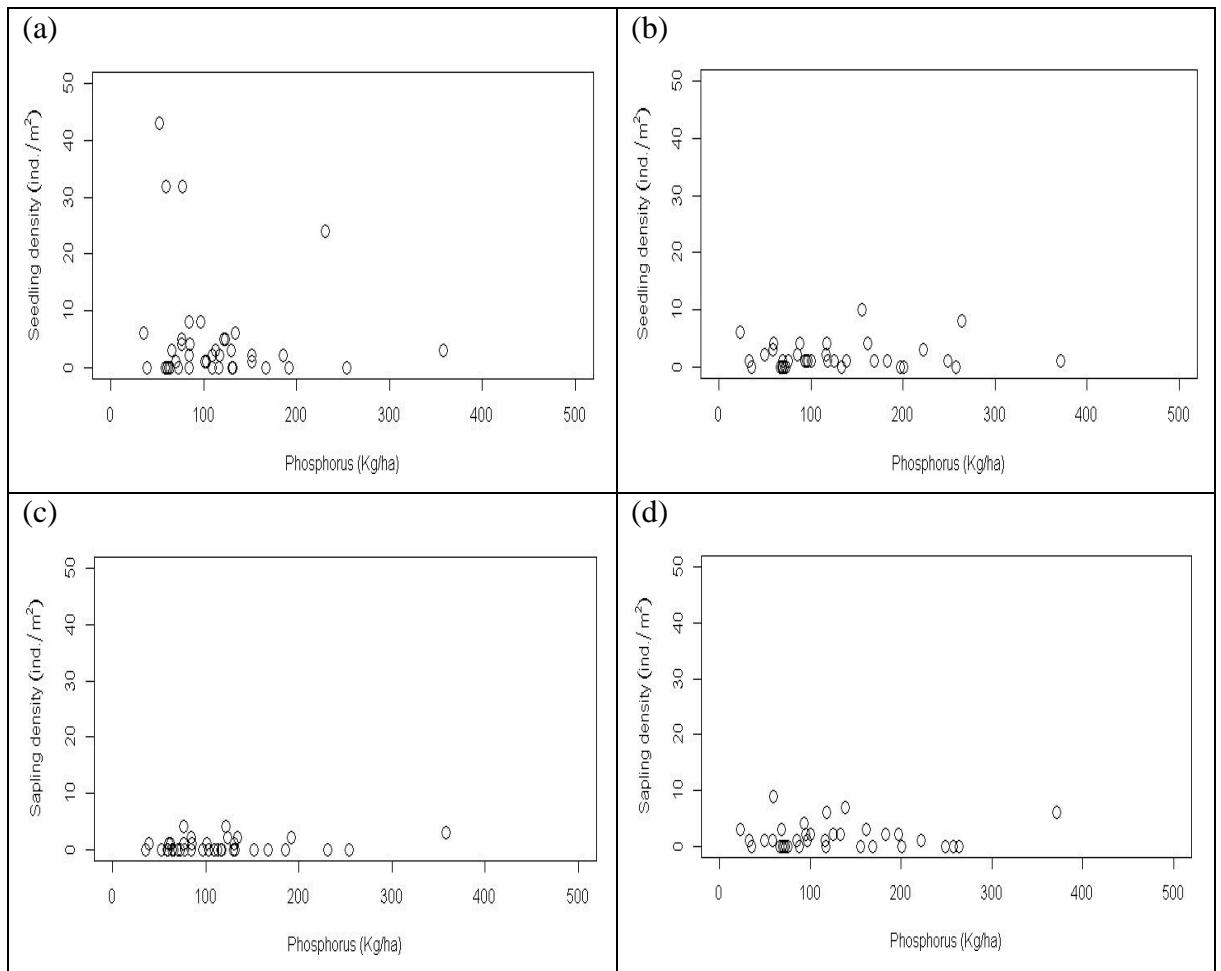 (a)
Seedling density (ind./m²)
50
40
30
20
10
0
0 100 200 300 400 500
Phosphorus (Kg/ha)
(b)
Seedling density (ind./m²)
50
40
30
20
10
0
0 100 200 300 400 500
Phosphorus (Kg/ha)
(c)
Sapling density (ind./m²)
50
40
30
20
10
0
0 100 200 300 400 500
Phosphorus (Kg/ha)
(d)
Sapling density (ind./m²)
50
40
30
20
10
0
0 100 200 300 400 500
Phosphorus (Kg/ha)